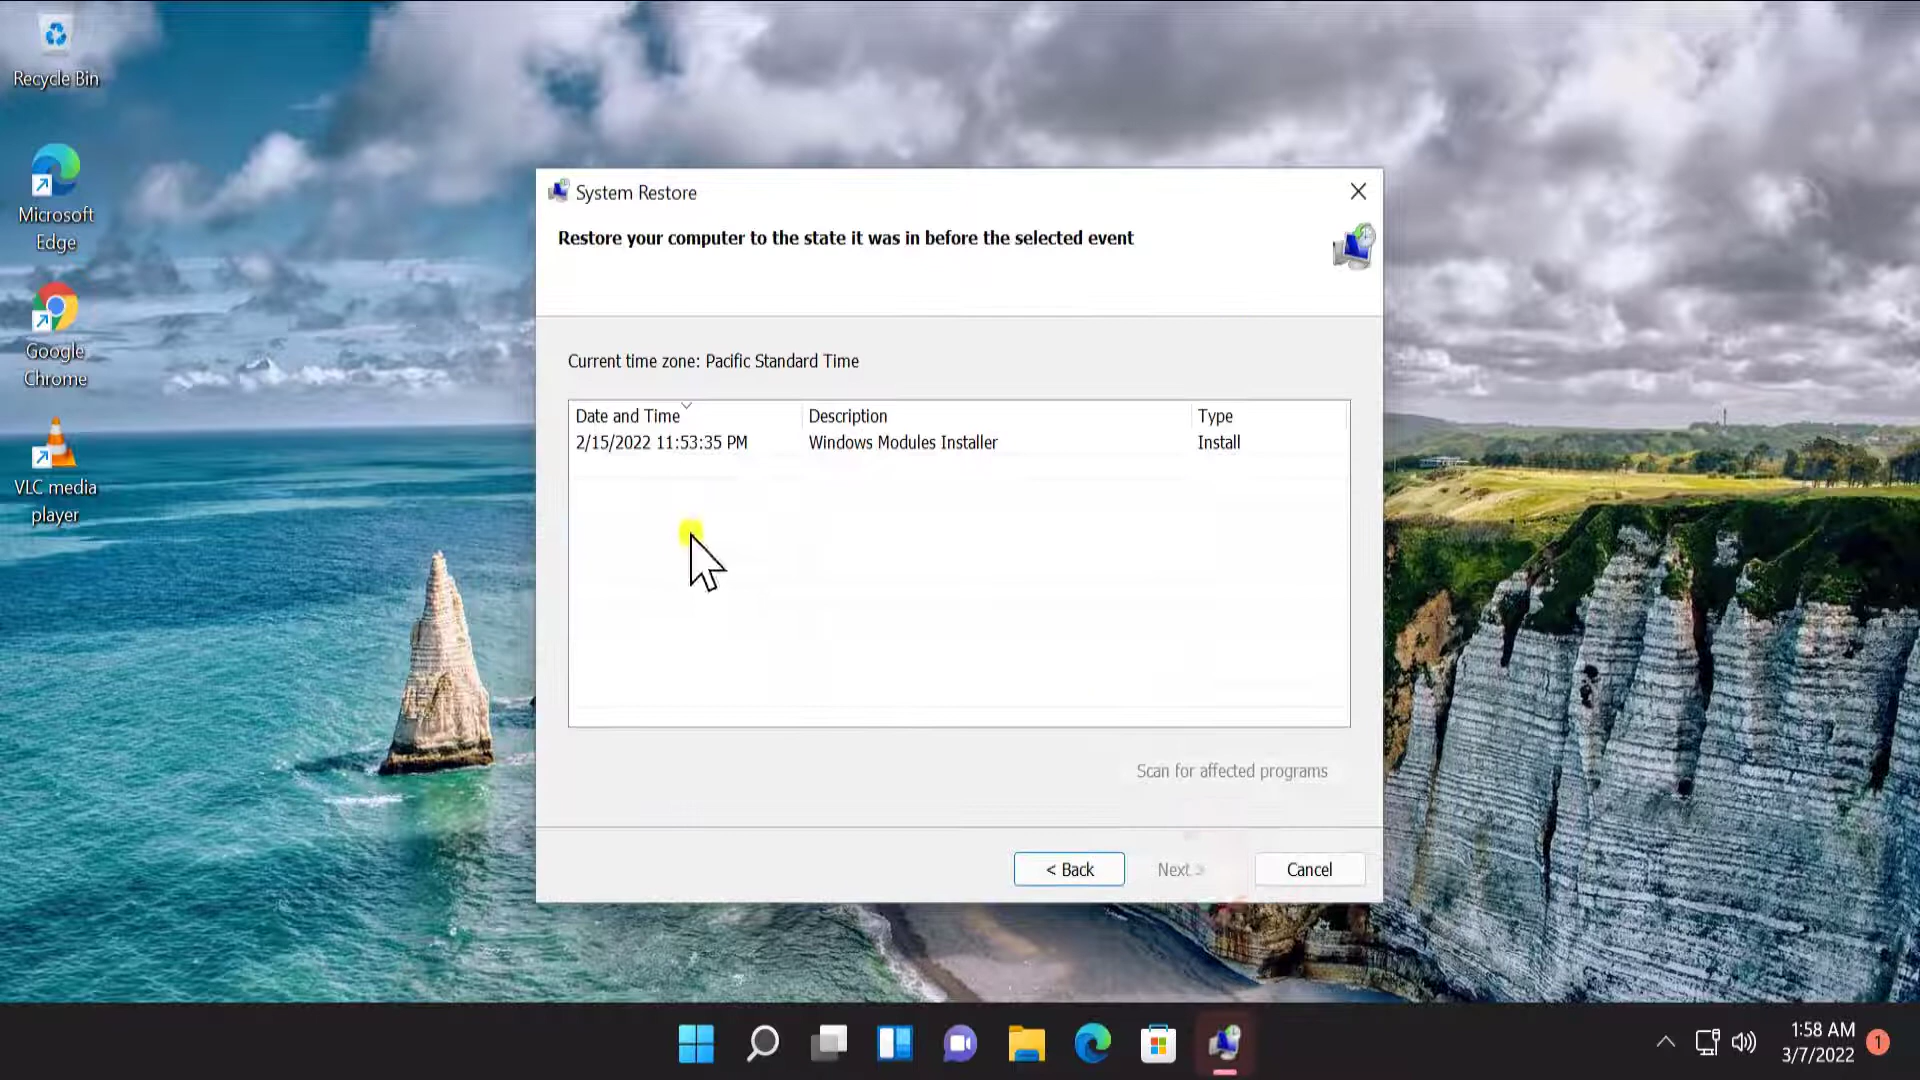 Recycle Bin
Microsoft
Edge
Google
Chrome
VLC media
player
System Restore
Restore your computer to the state it was in before the selected event
Current time zone: Pacific Standard Time
Date and Time Description Type
2/15/2022 11:53:35 PM Windows Modules Installer Install
Scan for affected programs
< Back Next > Cancel
1:58 AM
3/7/2022
1